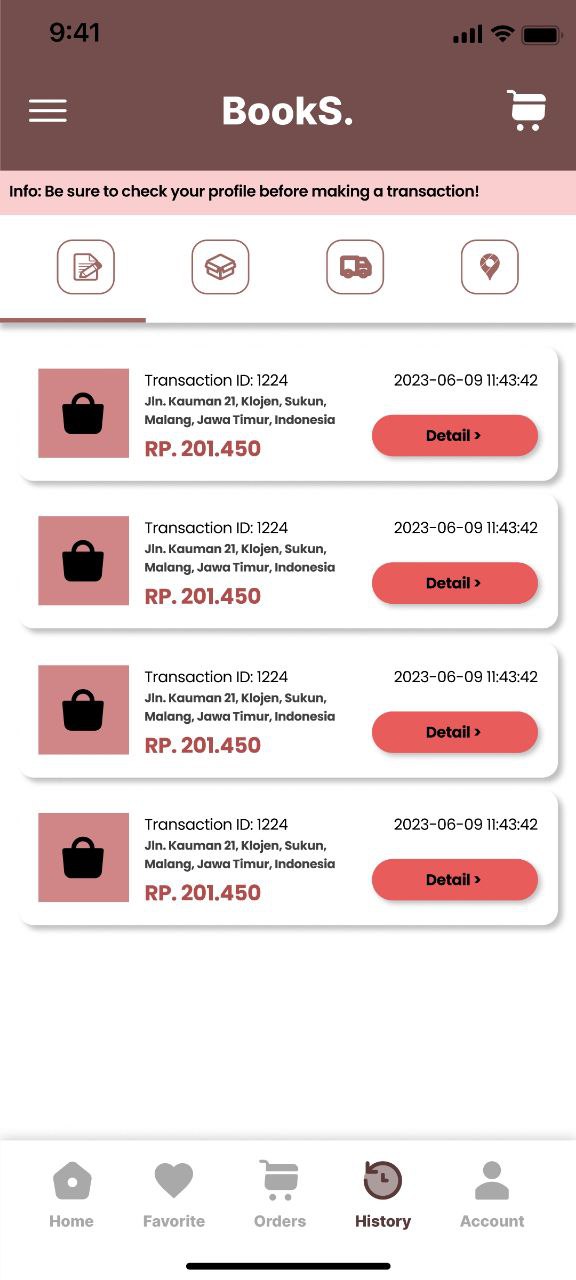 9:41
BookS.
Info: Be sure to check your profile before making a transaction!
Transaction ID: 1224
2023-06-09 11:43:42
Jln. Kauman 21, Klojen, Sukun,
Malang, Jawa Timur, Indonesia
RP. 201.450
Detail >
Transaction ID: 1224
2023-06-09 11:43:42
Jln. Kauman 21, Klojen, Sukun,
Malang, Jawa Timur, Indonesia
RP. 201.450
Detail >
Transaction ID: 1224
2023-06-09 11:43:42
Jln. Kauman 21, Klojen, Sukun,
Malang, Jawa Timur, Indonesia
RP. 201.450
Detail >
Transaction ID: 1224
2023-06-09 11:43:42
Jln. Kauman 21, Klojen, Sukun,
Malang, Jawa Timur, Indonesia
RP. 201.450
Detail >
Home
Favorite
Orders
History
Account